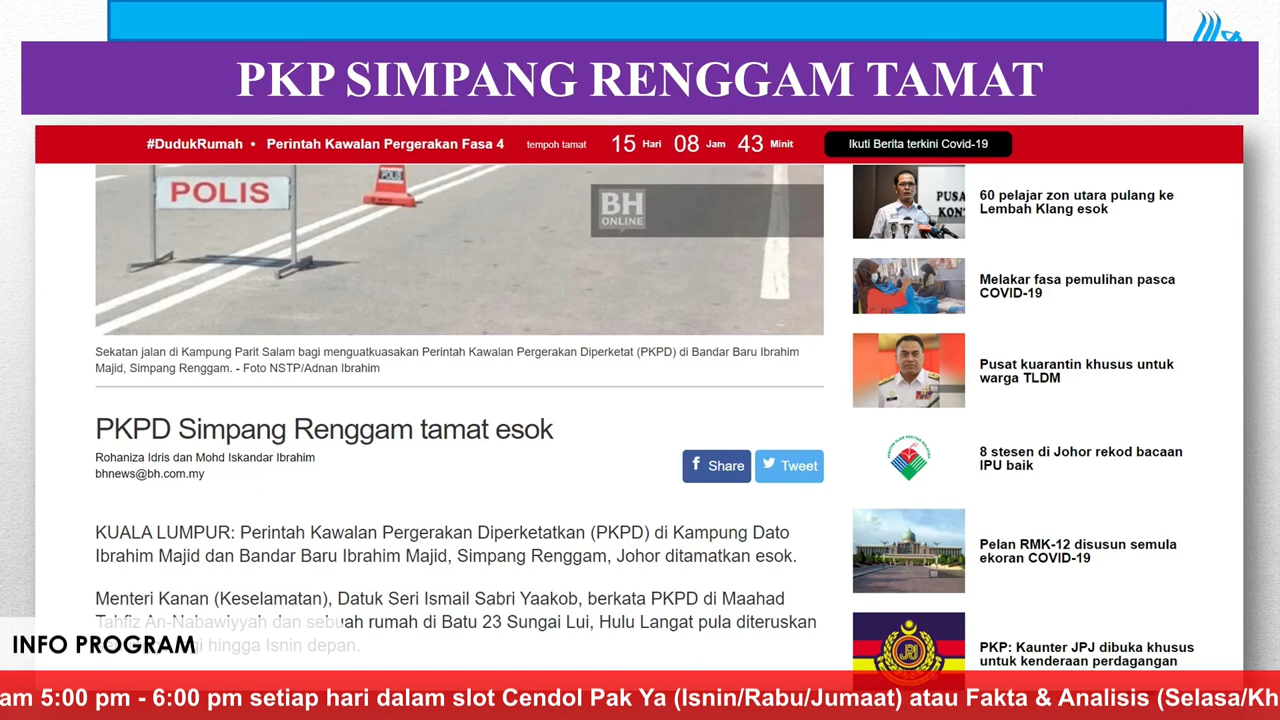 PKP SIMPANG RENGGAM TAMAT
#DudukRumah • Perintah Kawalan Pergerakan Fasa 4 tempoh tamat 15 Hari 08 Jam 43 Minit Ikuti Berita terkini Covid-19
POLIS
BH
ONLINE
Sekatan jalan di Kampung Parit Salam bagi menguatkuasakan Perintah Kawalan Pergerakan Diperketat (PKPD) di Bandar Baru Ibrahim
Majid, Simpang Renggam. - Foto NSTP/Adnan Ibrahim
PKPD Simpang Renggam tamat esok
Rohaniza Idris dan Mohd Iskandar Ibrahim
bhnews@bh.com.my
Share Tweet
KUALA LUMPUR: Perintah Kawalan Pergerakan Diperketatkan (PKPD) di Kampung Dato
Ibrahim Majid dan Bandar Baru Ibrahim Majid, Simpang Renggam, Johor ditamatkan esok.
Menteri Kanan (Keselamatan), Datuk Seri Ismail Sabri Yaakob, berkata PKPD di Maahad
Tahfiz An-Nabawiyyah dan sebuah rumah di Batu 23 Sungai Lui, Hulu Langat pula diteruskan
hingga Isnin depan.
PUSA
KON
60 pelajar zon utara pulang ke
Lembah Klang esok
Melakar fasa pemulihan pasca
COVID-19
Pusat kuarantin khusus untuk
warga TLDM
8 stesen di Johor rekod bacaan
IPU baik
Pelan RMK-12 disusun semula
ekoran COVID-19
JPJ
PKP: Kaunter JPJ dibuka khusus
untuk kenderaan perdagangan
INFO PROGRAM
am 5:00 pm - 6:00 pm setiap hari dalam slot Cendol Pak Ya (Isnin/Rabu/Jumaat) atau Fakta & Analisis (Selasa/Kh